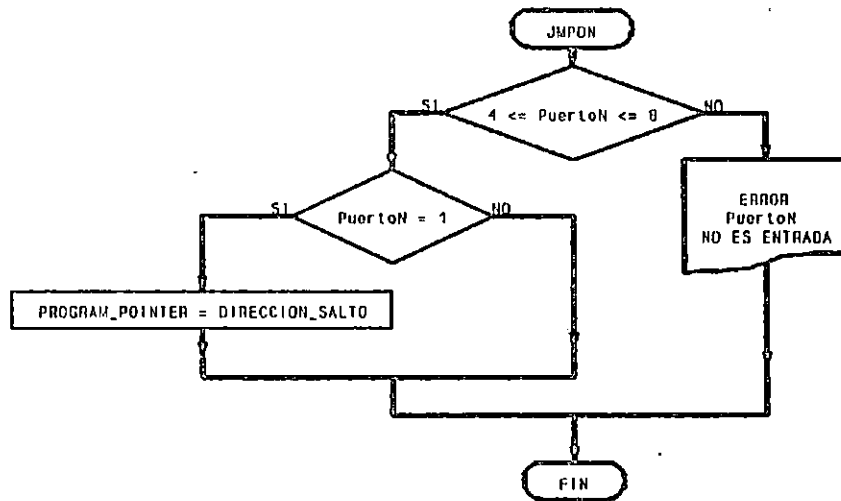 JMPON
4 <= PuertoN <= 8
SI
NO
PuertoN = 1
SI
NO
ERROR
PuertoN
NO ES ENTRADA
PROGRAM_POINTER = DIRECCION_SALTO
FIN